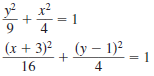 y²/9 + x²/4 = 1
(x + 3)²/16 + (y – 1)²/4 = 1